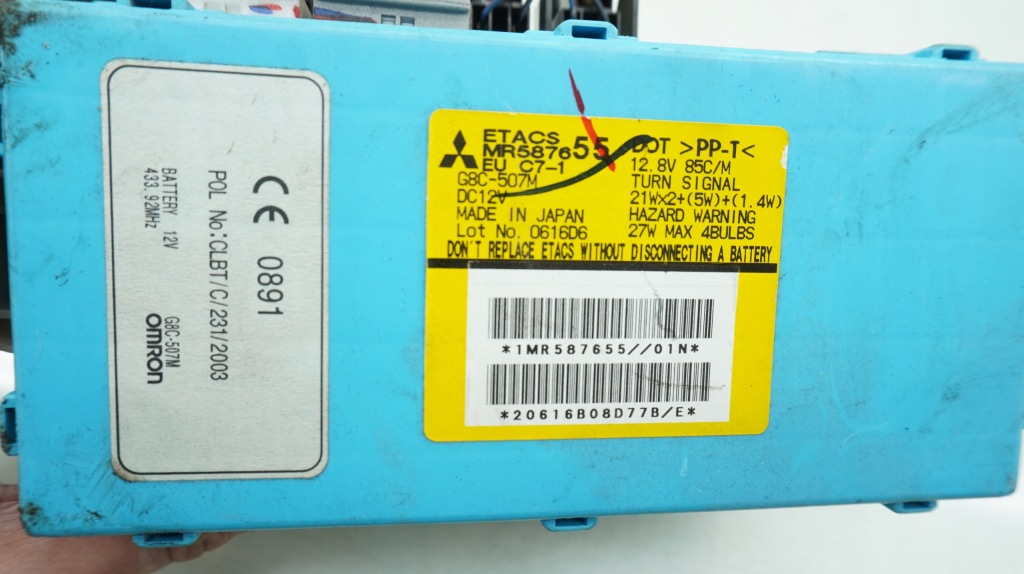 CE 0891
POL No:CLBT/C/231/2003
BATTERY 12V
433.92MHz
G8C-507M
OMRON
ETACS
MR587655
EU C7-1
G8C-507M
DC12V
MADE IN JAPAN
Lot No. 0616D6
DOT >PP-T<
12.8V 85C/M
TURN SIGNAL
21W×2+(5W)+(1.4W)
HAZARD WARNING
27W MAX 4BULBS
DON'T REPLACE ETACS WITHOUT DISCONNECTING A BATTERY
*1MR587655//01N*
*20616B08D77B/E*